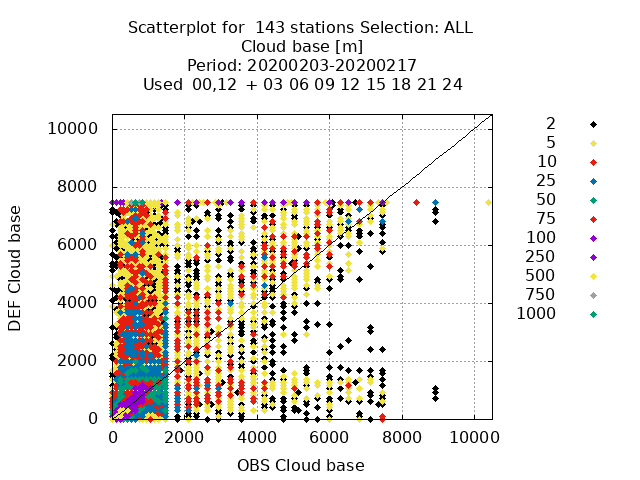 Scatterplot for  143 stations Selection: ALL
Cloud base [m]
Period: 20200203-20200217
Used  00,12  + 03 06 09 12 15 18 21 24
10000
8000
6000
4000
2000
0
DEF Cloud base
0 2000 4000 6000 8000 10000
OBS Cloud base
2
5
10
25
50
75
100
250
500
750
1000